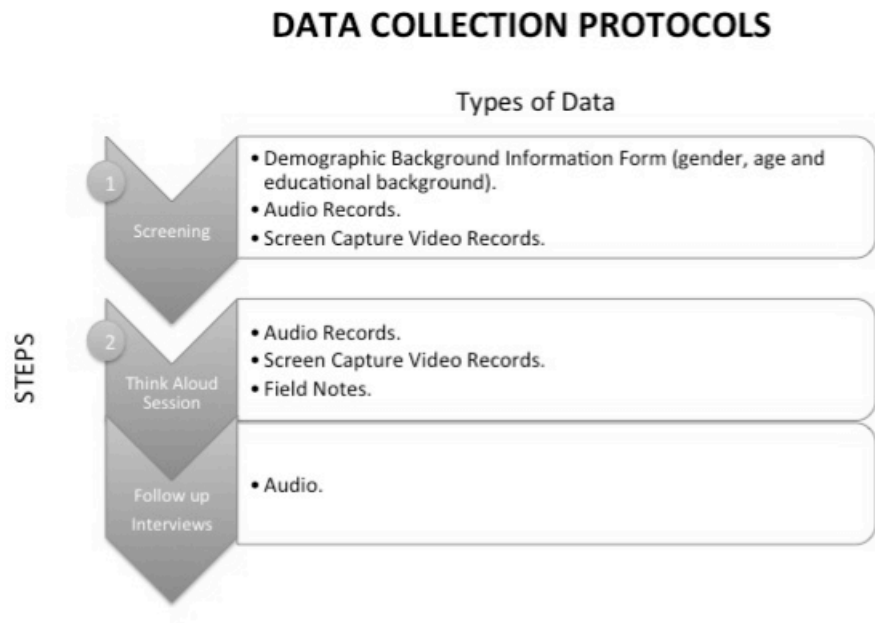 DATA COLLECTION PROTOCOLS
Types of Data
STEPS
1
Screening
• Demographic Background Information Form (gender, age and
educational background).
• Audio Records.
• Screen Capture Video Records.
2
Think Aloud
Session
• Audio Records.
• Screen Capture Video Records.
• Field Notes.
Follow up
Interviews
• Audio.